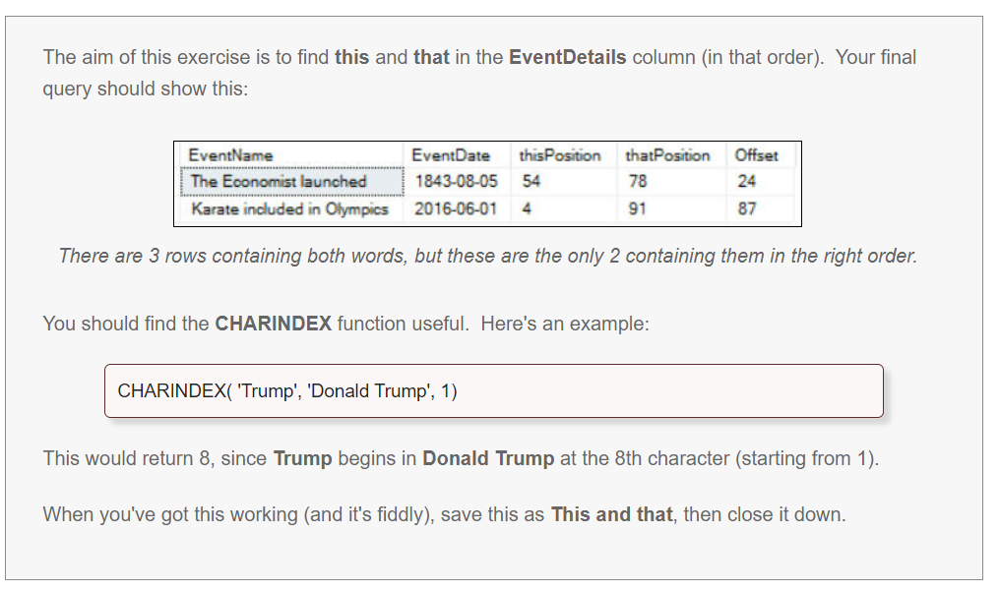 The aim of this exercise is to find this and that in the EventDetails column (in that order). Your final
query should show this:
EventName EventDate thisPosition thatPosition Offset
The Economist launched 1843-08-05 54 78 24
Karate included in Olympics 2016-06-01 4 91 87
There are 3 rows containing both words, but these are the only 2 containing them in the right order.
You should find the CHARINDEX function useful. Here's an example:
CHARINDEX( 'Trump', 'Donald Trump', 1)
This would return 8, since Trump begins in Donald Trump at the 8th character (starting from 1).
When you've got this working (and it's fiddly), save this as This and that, then close it down.